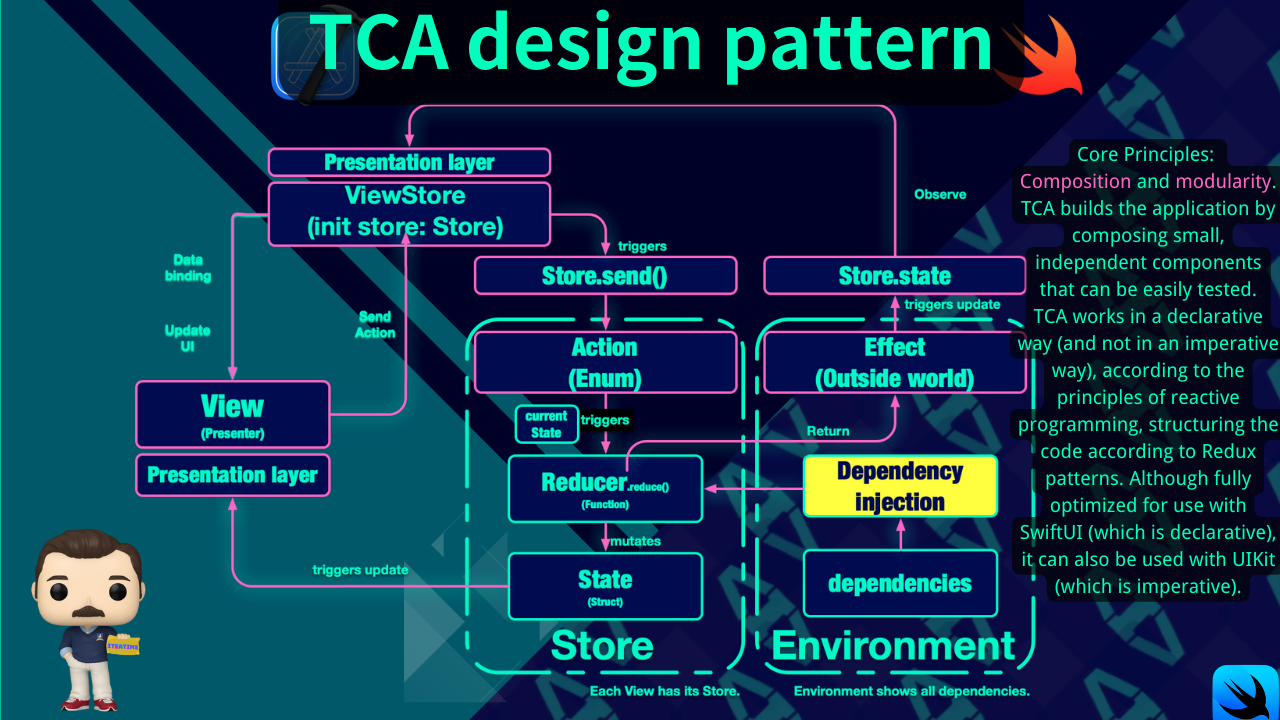 TCA design pattern
Presentation layer
ViewStore
(init store: Store)
Observe
triggers
Data
binding
Store.send()
Store.state
triggers update
Send
Action
Update
UI
Action
(Enum)
Effect
(Outside world)
View
(Presenter)
current
State
triggers
Return
Presentation layer
Reducer.reduce()
(Function)
Dependency
injection
mutates
triggers update
State
(Struct)
dependencies
Store
Environment
Each View has its Store.
Environment shows all dependencies.
Core Principles:
Composition and modularity.
TCA builds the application by
composing small,
independent components
that can be easily tested.
TCA works in a declarative
way (and not in an imperative
way), according to the
principles of reactive
programming, structuring the
code according to Redux
patterns. Although fully
optimized for use with
SwiftUI (which is declarative),
it can also be used with UIKit
(which is imperative).